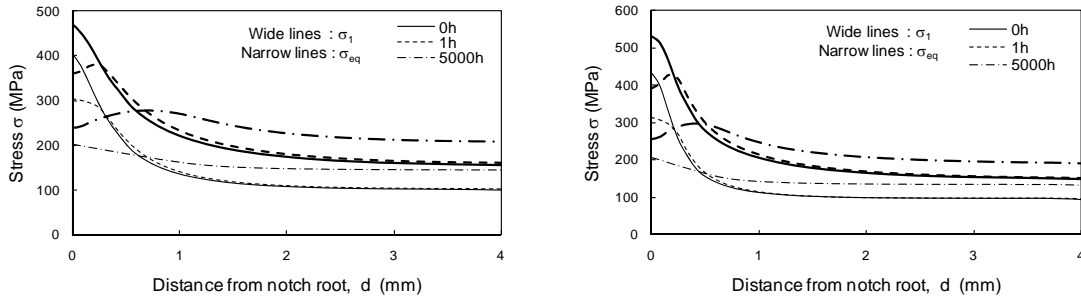 500
400
300
200
100
0
Stress σ (MPa)
Wide lines : σ1
Narrow lines : σeq
0h
1h
5000h
0 1 2 3 4
Distance from notch root, d (mm)
600
500
400
300
200
100
0
Stress σ (MPa)
Wide lines : σ1
Narrow lines : σeq
0h
1h
5000h
0 1 2 3 4
Distance from notch root, d (mm)